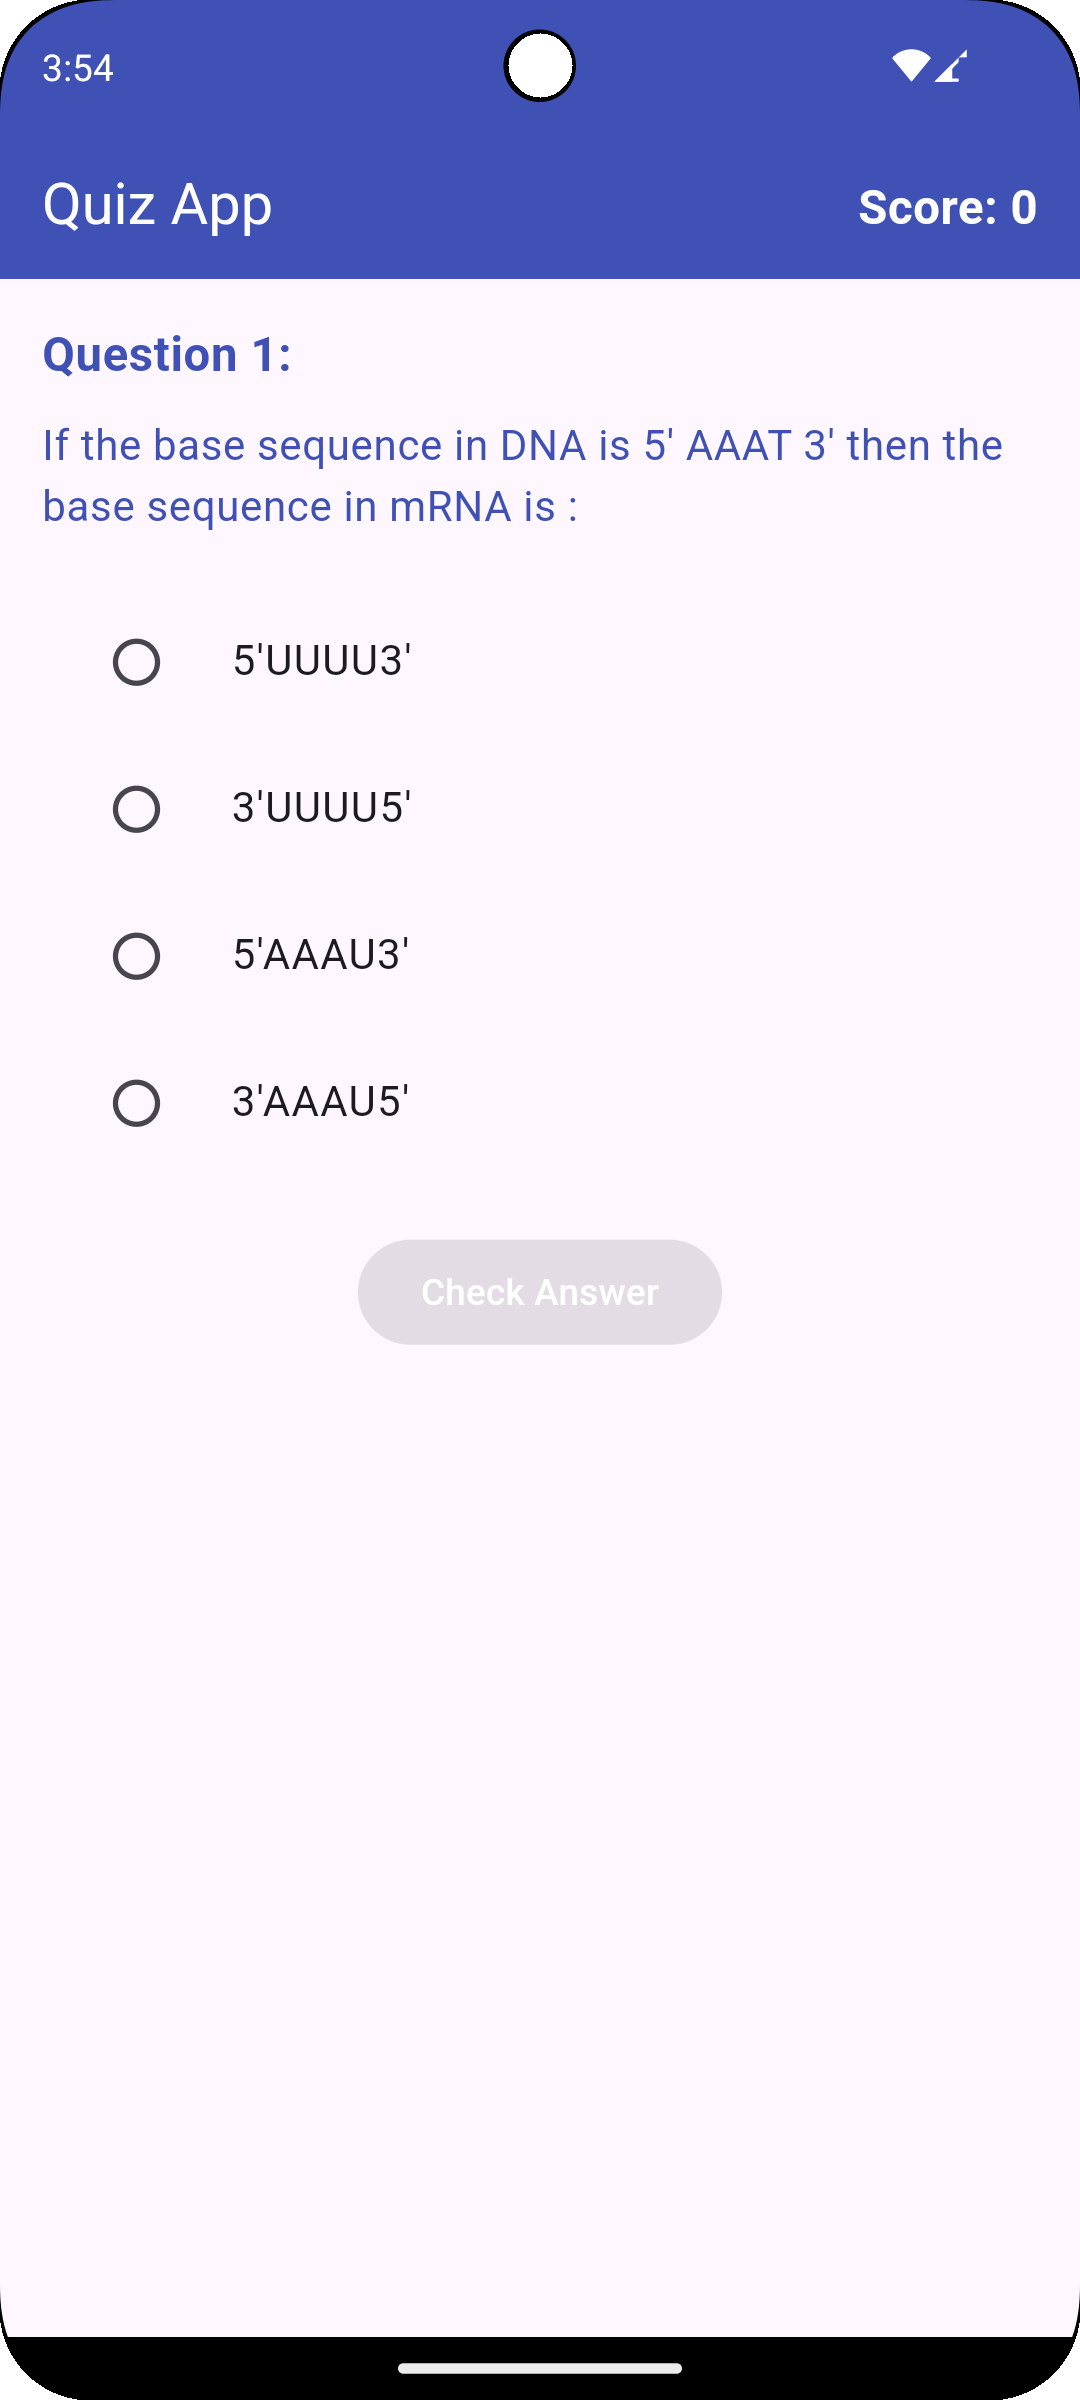 3:54
Quiz App
Score: 0
Question 1:
If the base sequence in DNA is 5' AAAT 3' then the
base sequence in mRNA is :
5'UUUU3'
3'UUUU5'
5'AAAU3'
3'AAAU5'
Check Answer